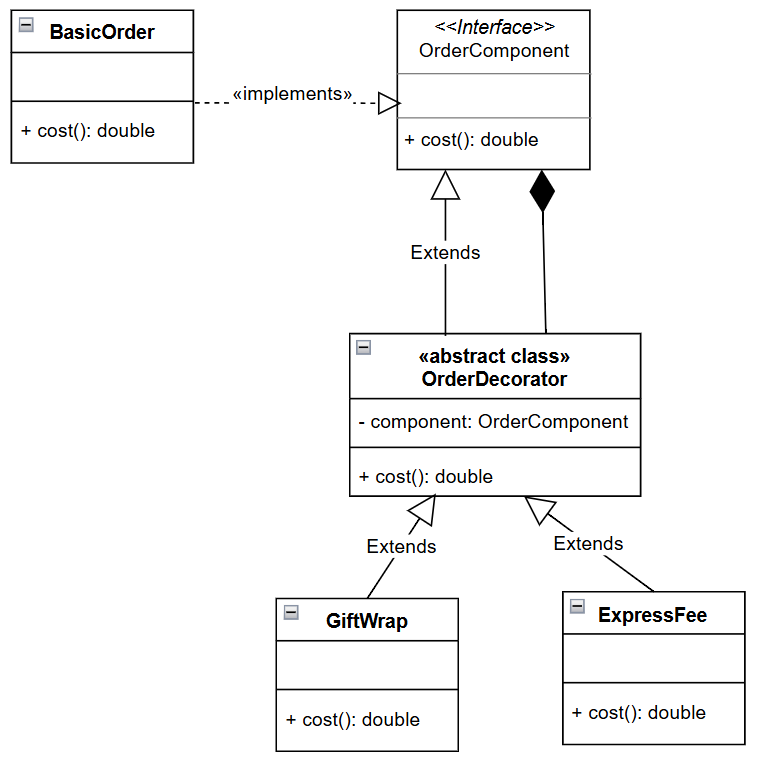 BasicOrder
+ cost(): double
«implements»
<<Interface>>
OrderComponent
+ cost(): double
Extends
«abstract class»
OrderDecorator
- component: OrderComponent
+ cost(): double
Extends
Extends
GiftWrap
+ cost(): double
ExpressFee
+ cost(): double